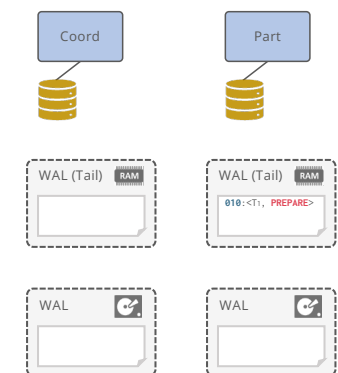 Coord
Part
WAL (Tail) RAM
WAL (Tail) RAM
010:<T1, PREPARE>
WAL
WAL